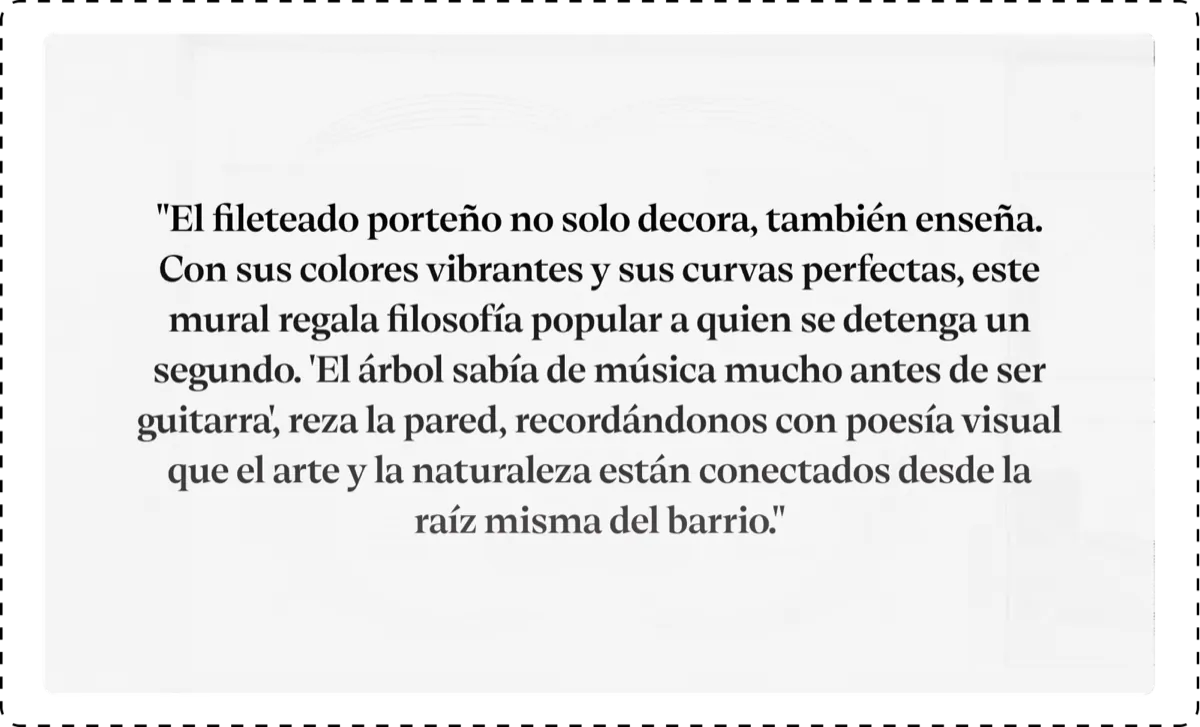 "El fileteado porteño no solo decora, también enseña.
Con sus colores vibrantes y sus curvas perfectas, este
mural regala filosofía popular a quien se detenga un
segundo. 'El árbol sabía de música mucho antes de ser
guitarra', reza la pared, recordándonos con poesía visual
que el arte y la naturaleza están conectados desde la
raíz misma del barrio."